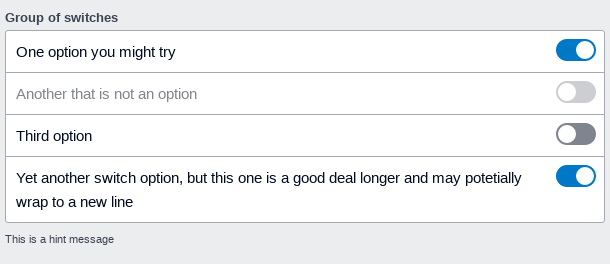 Group of switches
One option you might try
Another that is not an option
Third option
Yet another switch option, but this one is a good deal longer and may potetially
wrap to a new line
This is a hint message